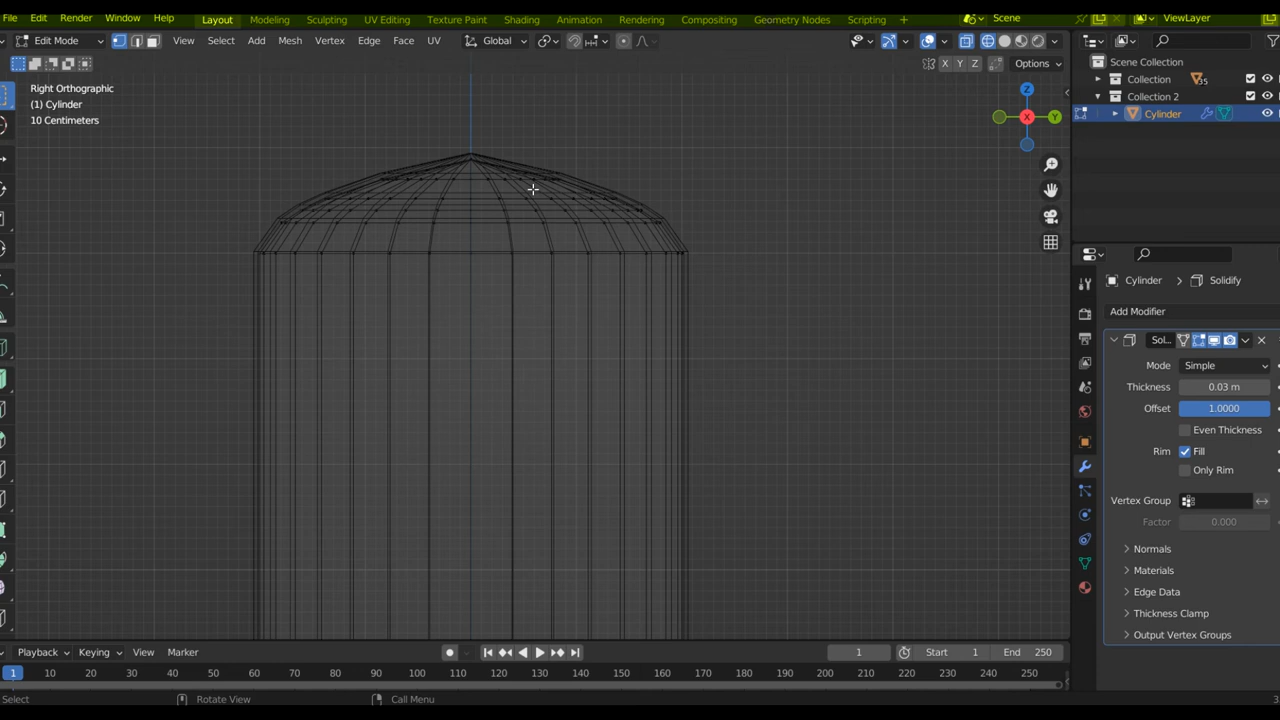 File Edit Render Window Help Layout Modeling Sculpting UV Editing Texture Paint Shading Animation Rendering Compositing Geometry Nodes Scripting + Scene ViewLayer
Edit Mode View Select Add Mesh Vertex Edge Face UV Global
X Y Z Options
Right Orthographic
(1) Cylinder
10 Centimeters
Z
X
Y
Scene Collection
Collection 35
Collection 2
Cylinder
Cylinder > Solidify
Add Modifier
Sol...
Mode Simple
Thickness 0.03 m
Offset 1.0000
Even Thickness
Rim Fill
Only Rim
Vertex Group
Factor 0.000
Normals
Materials
Edge Data
Thickness Clamp
Output Vertex Groups
Playback Keying View Marker 1 Start 1 End 250
1 10 20 30 40 50 60 70 80 90 100 110 120 130 140 150 160 170 180 190 200 210 220 230 240 250
Select Rotate View Call Menu 3